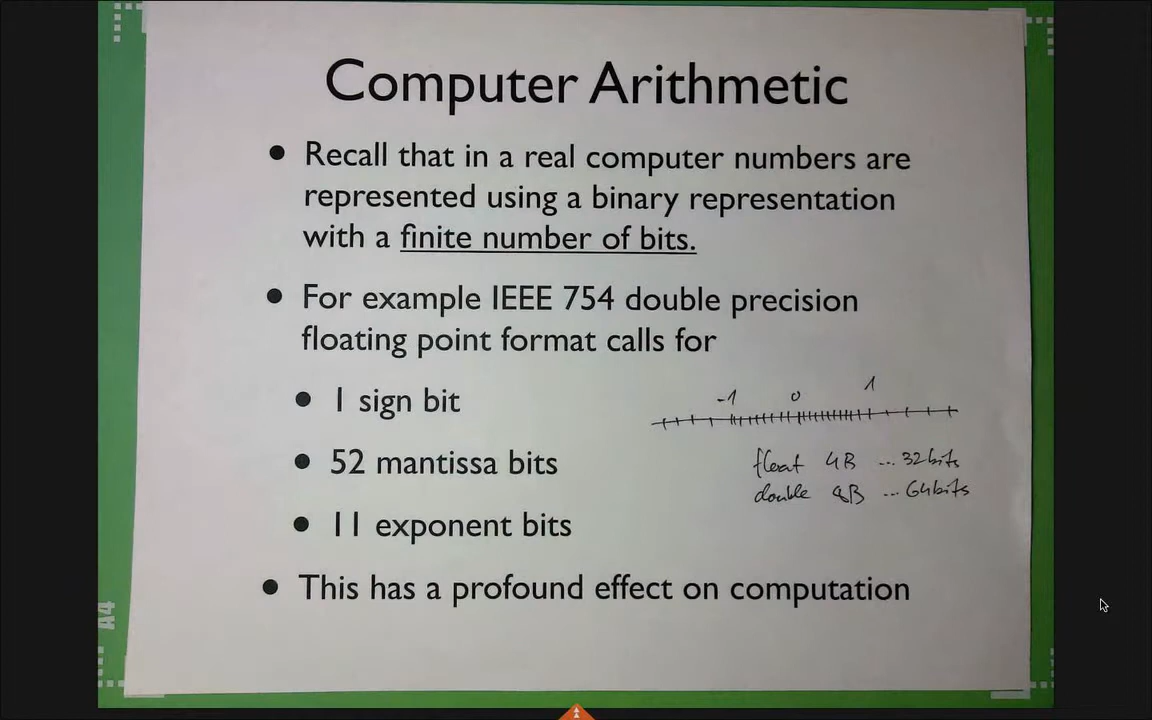 Computer Arithmetic
• Recall that in a real computer numbers are
represented using a binary representation
with a finite number of bits.
• For example IEEE 754 double precision
floating point format calls for
• 1 sign bit
-1 0 1
• 52 mantissa bits
float 4B ... 32bits
double 8B ... 64bits
• 11 exponent bits
• This has a profound effect on computation
A4